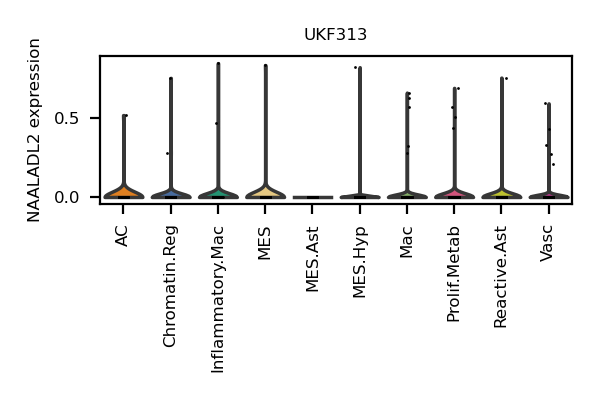 UKF313
NAALADL2 expression
0.5
0.0
AC
Chromatin.Reg
Inflammatory.Mac
MES
MES.Ast
MES.Hyp
Mac
Prolif.Metab
Reactive.Ast
Vasc